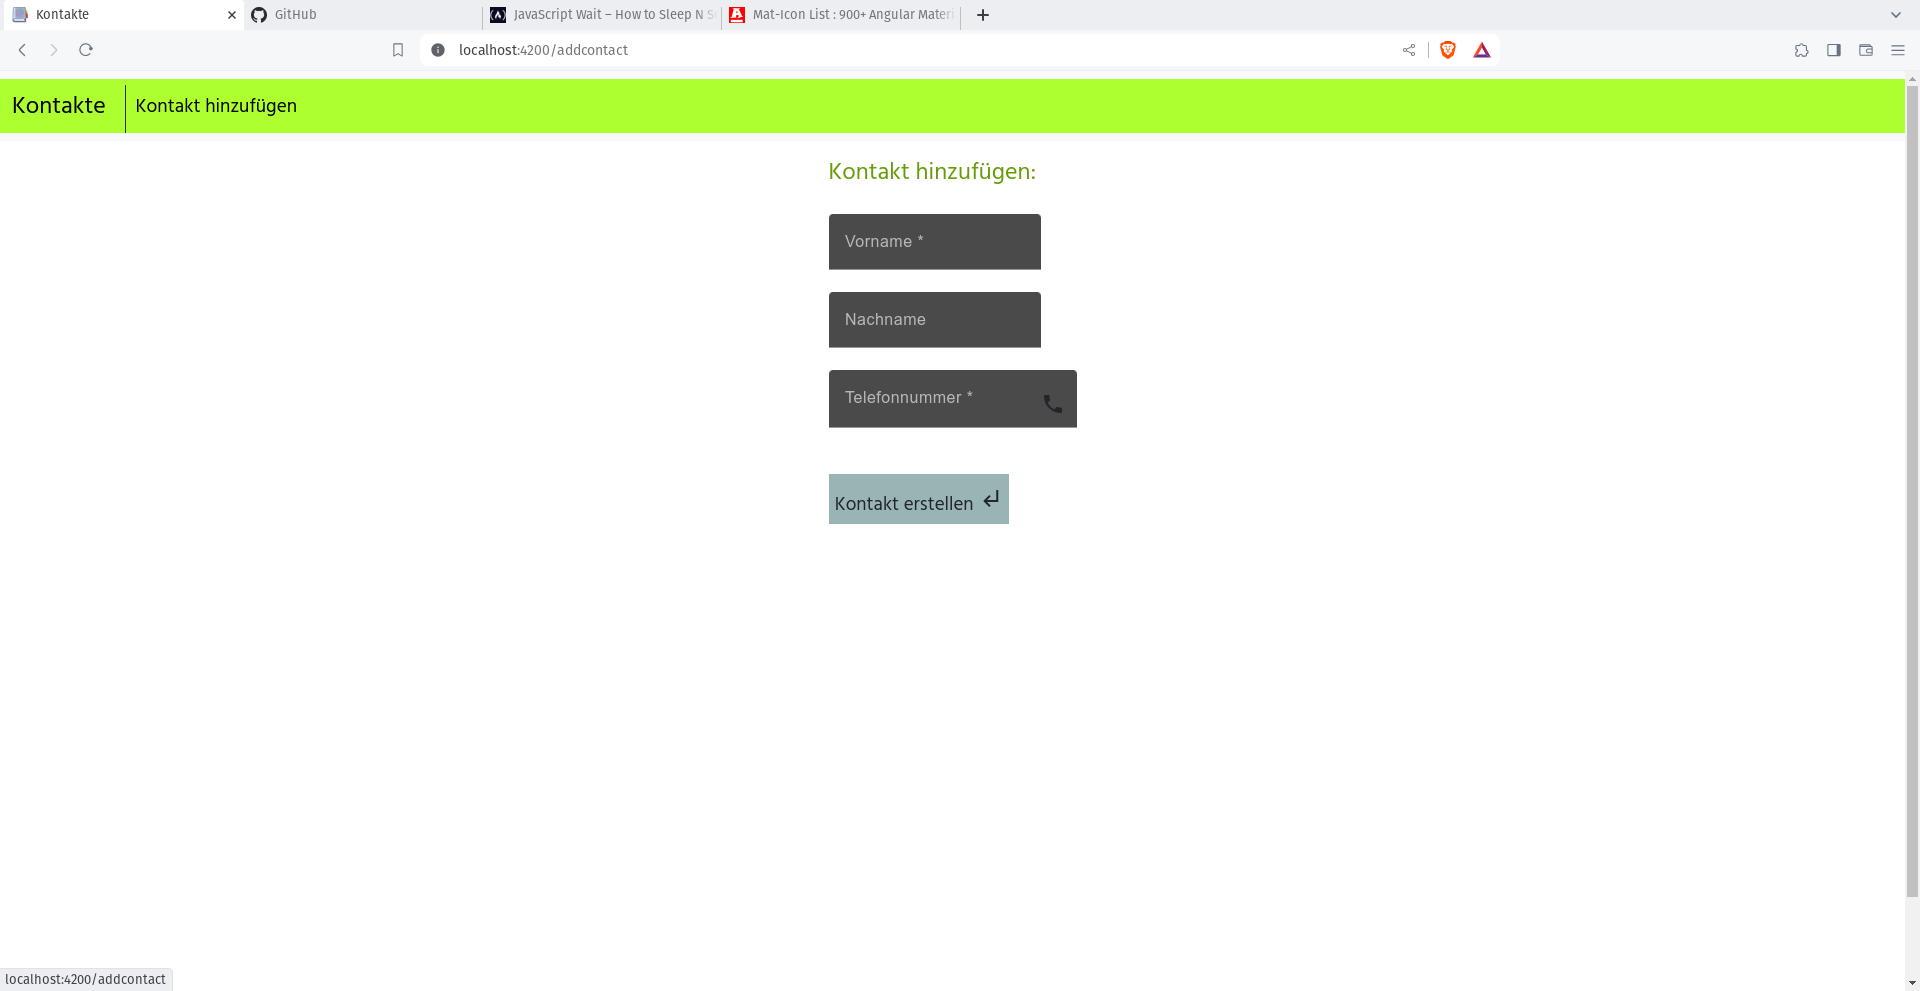 Kontakte
GitHub
JavaScript Wait – How to Sleep N S
Mat-Icon List : 900+ Angular Materi
localhost:4200/addcontact
Kontakte
Kontakt hinzufügen
Kontakt hinzufügen:
Vorname *
Nachname
Telefonnummer *
Kontakt erstellen
localhost:4200/addcontact